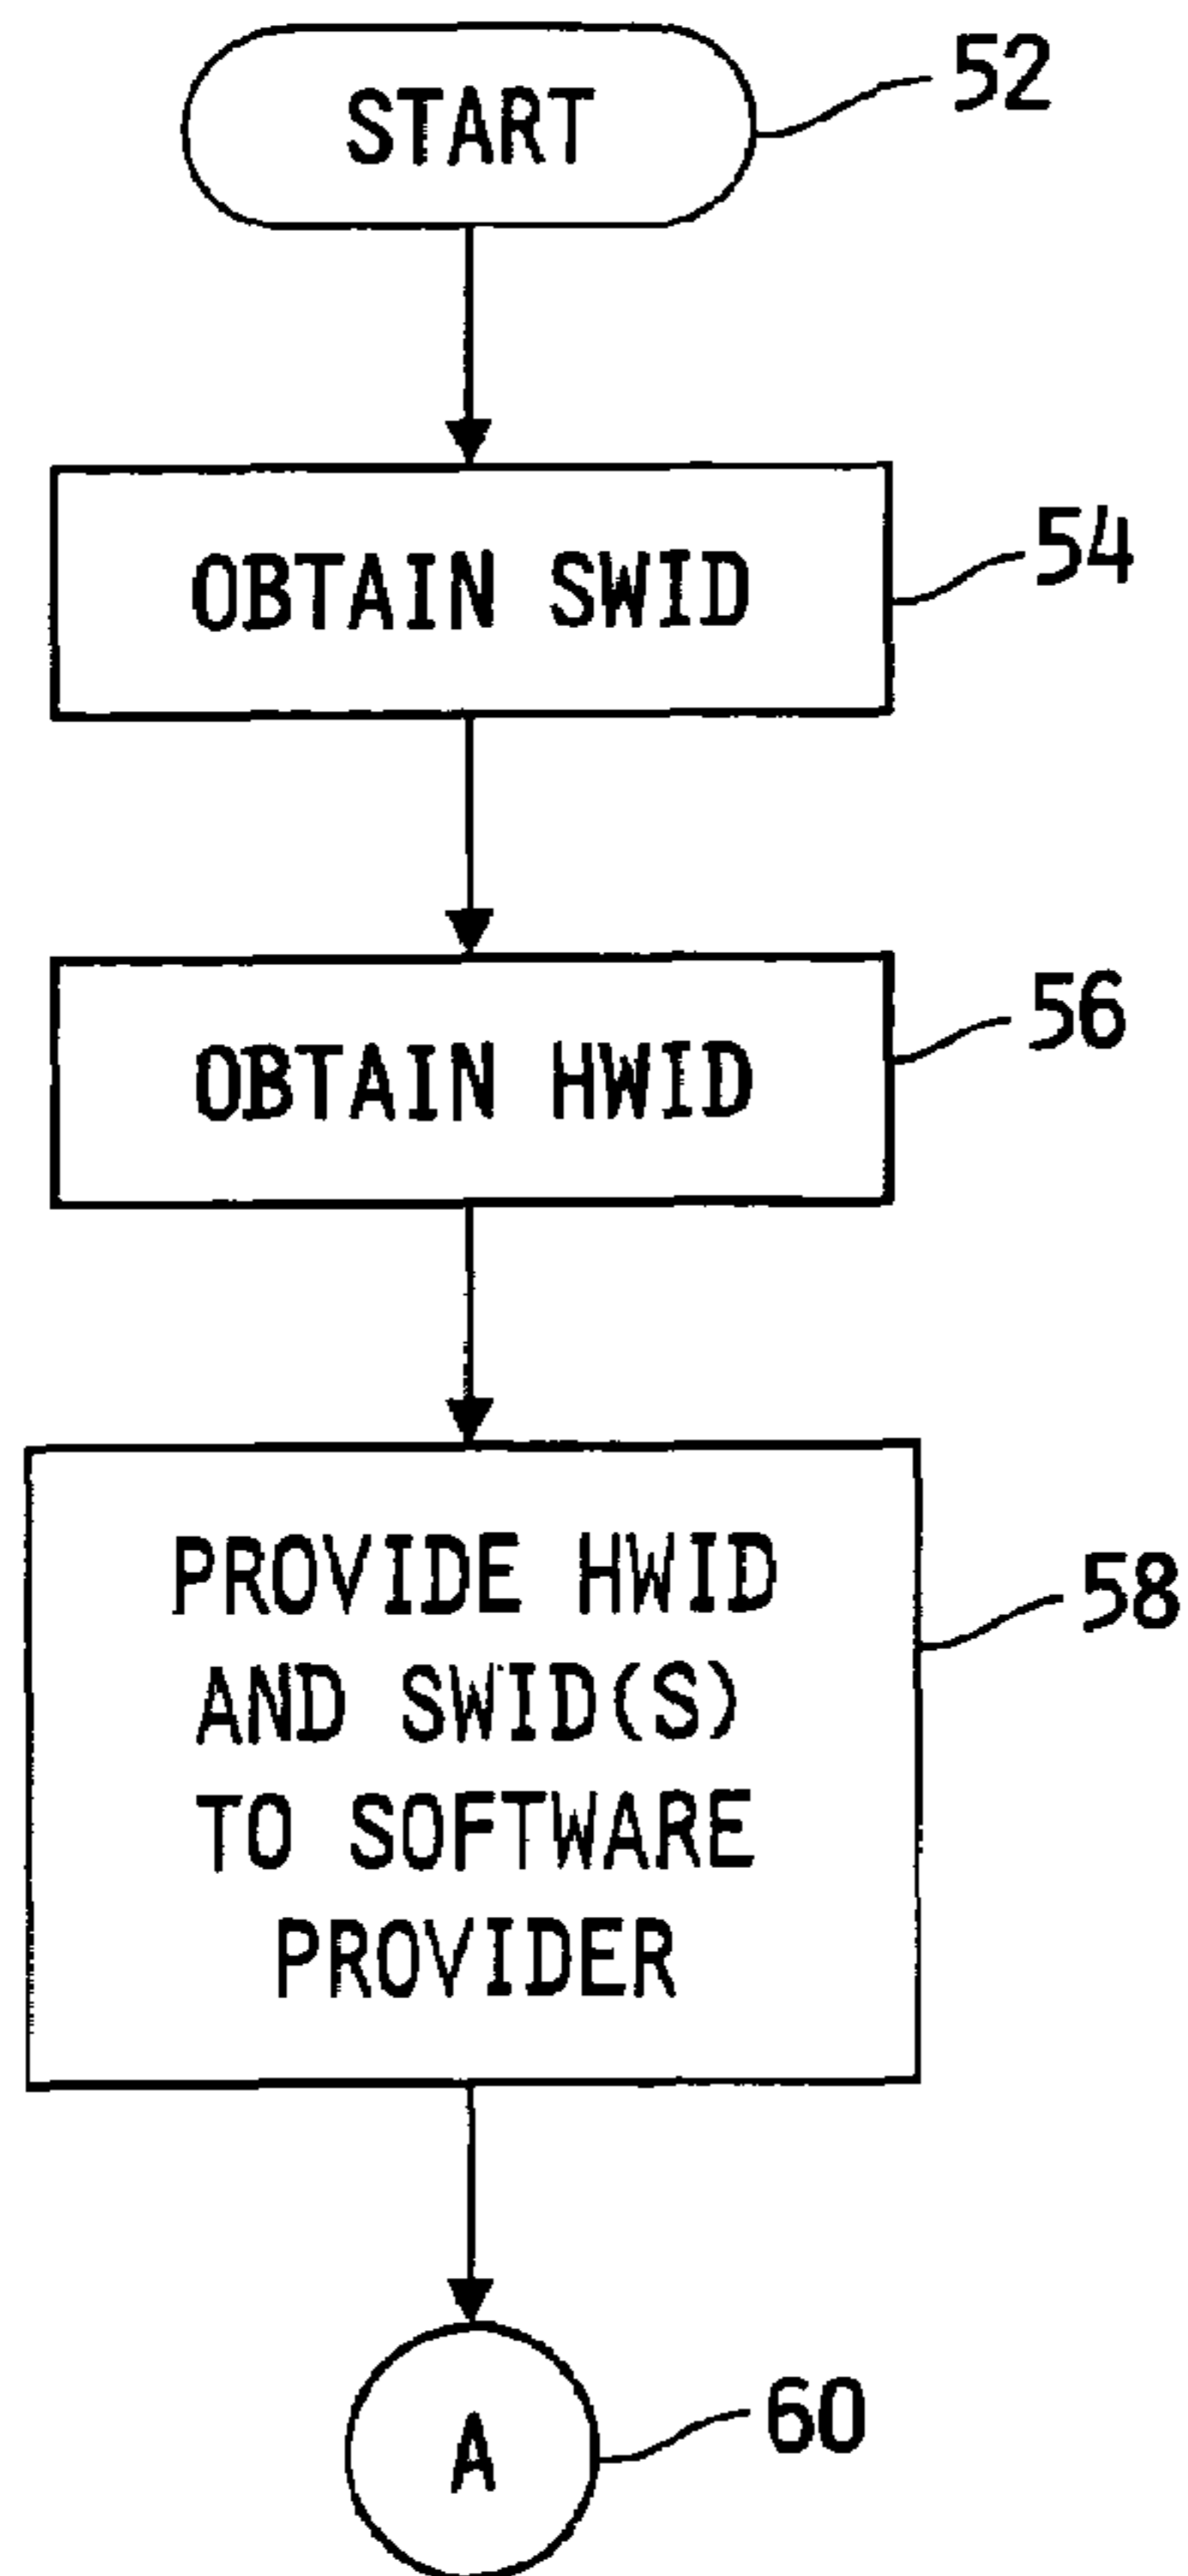 START
52
OBTAIN SWID
54
OBTAIN HWID
56
PROVIDE HWID
AND SWID(S)
TO SOFTWARE
PROVIDER
58
A
60